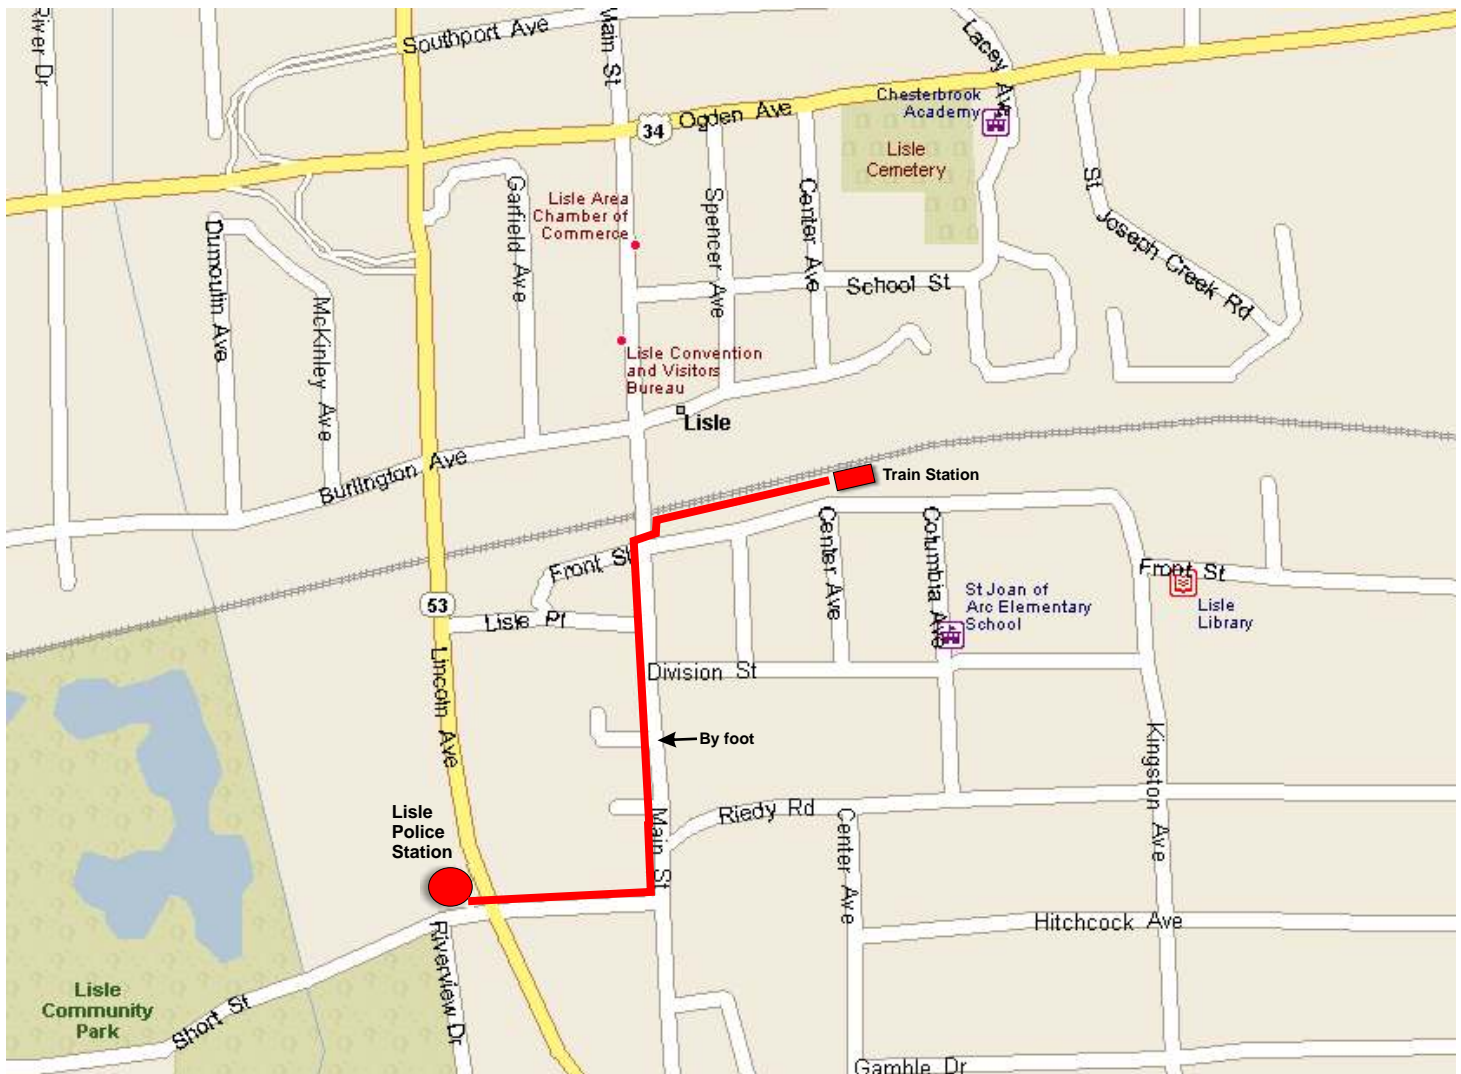 River Dr
Southport Ave
Main St
Lacey Ave
Chesterbrook
Academy
Ogden Ave
34
Lisle
Cemetery
St Joseph Creek Rd
Lisle Area
Chamber of
Commerce
Garfield Ave
Spencer Ave
Center Ave
Dumoulin Ave
McKinley Ave
School St
Lisle Convention
and Visitors
Bureau
Lisle
Burlington Ave
Train Station
Front St
Center Ave
Columbia Ave
Front St
53
Lisle Pl
St Joan of
Arc Elementary
School
Lisle
Library
Lincoln Ave
Division St
By foot
Kingston Ave
Lisle
Police
Station
Main St
Riedy Rd
Center Ave
Hitchcock Ave
Riverview Dr
Lisle
Community
Park
Short St
Gamble Dr